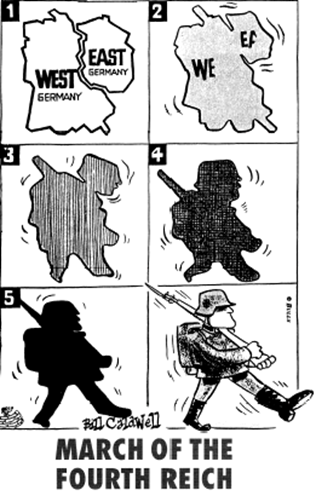 1
WEST
GERMANY
EAST
GERMANY
2
WE
EA
3
4
5
Bill Caldwell
MARCH OF THE
FOURTH REICH